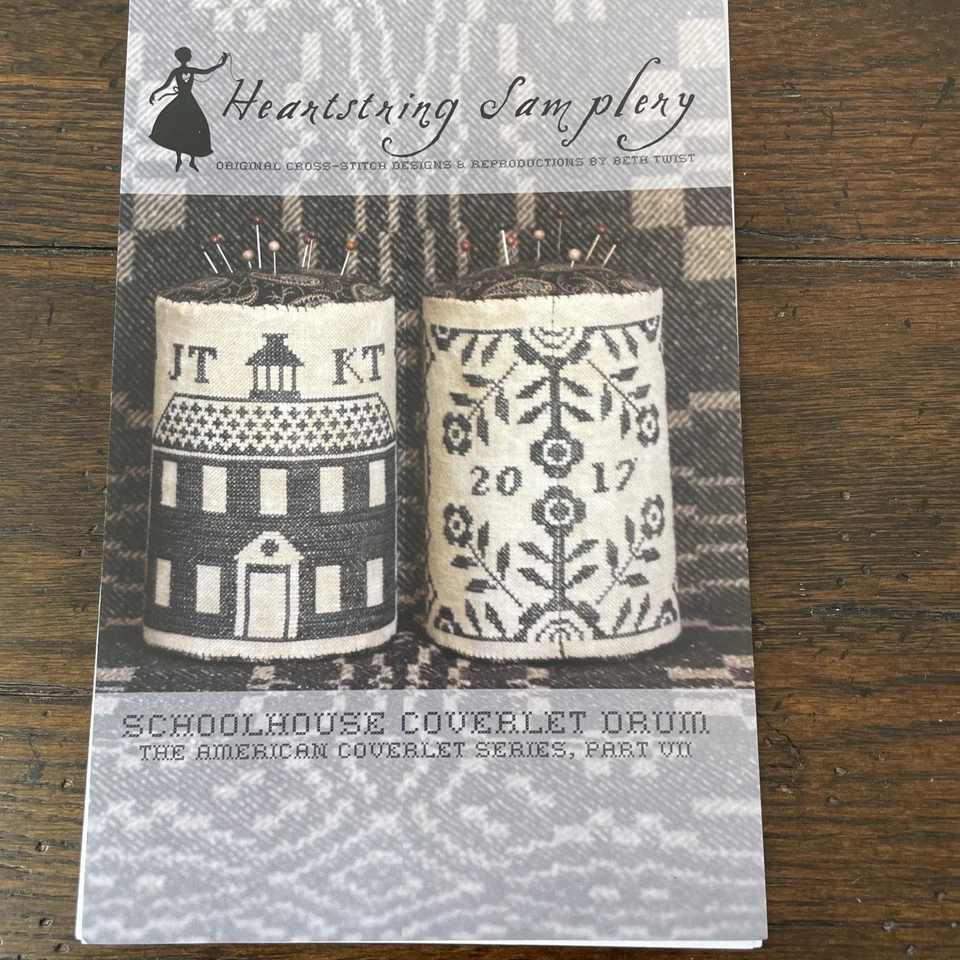 Heartstring Samplery
ORIGINAL CROSS-STITCH DESIGNS & REPRODUCTIONS BY BETH TWIST
JT KT
20 17
SCHOOLHOUSE COVERLET DRUM
THE AMERICAN COVERLET SERIES, PART VII